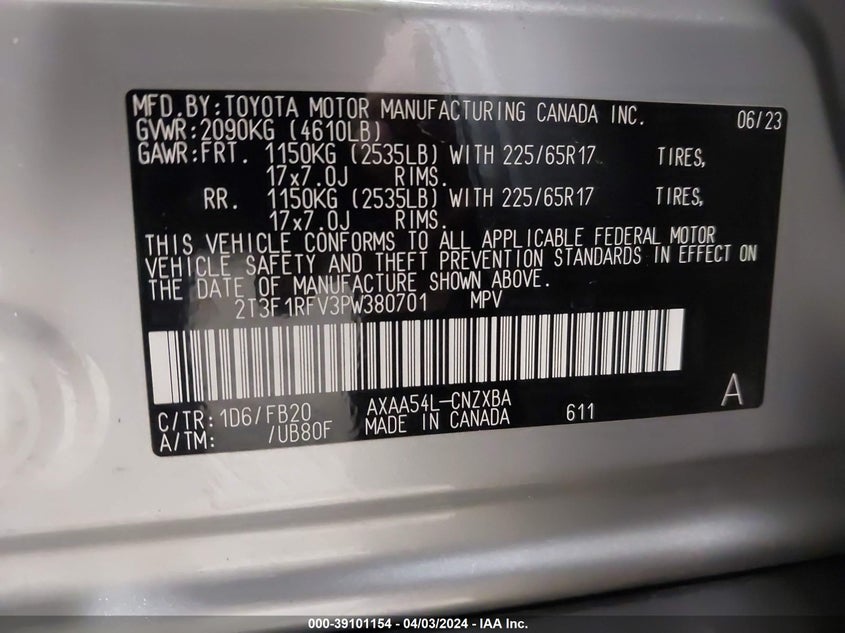 MFD.BY:TOYOTA MOTOR MANUFACTURING CANADA INC. 06/23
GVWR:2090KG (4610LB)
GAWR:FRT. 1150KG (2535LB) WITH 225/65R17 TIRES,
17x7.0J RIMS.
RR. 1150KG (2535LB) WITH 225/65R17 TIRES,
17x7.0J RIMS.
THIS VEHICLE CONFORMS TO ALL APPLICABLE FEDERAL MOTOR
VEHICLE SAFETY AND THEFT PREVENTION STANDARDS IN EFFECT ON
THE DATE OF MANUFACTURE SHOWN ABOVE.
2T3F1RFV3PW380701 MPV
C/TR:1D6/FB20 AXAA54L-CNZXBA 611 A
A/TM: /UB80F MADE IN CANADA
000-39101154 - 04/03/2024 - IAA Inc.